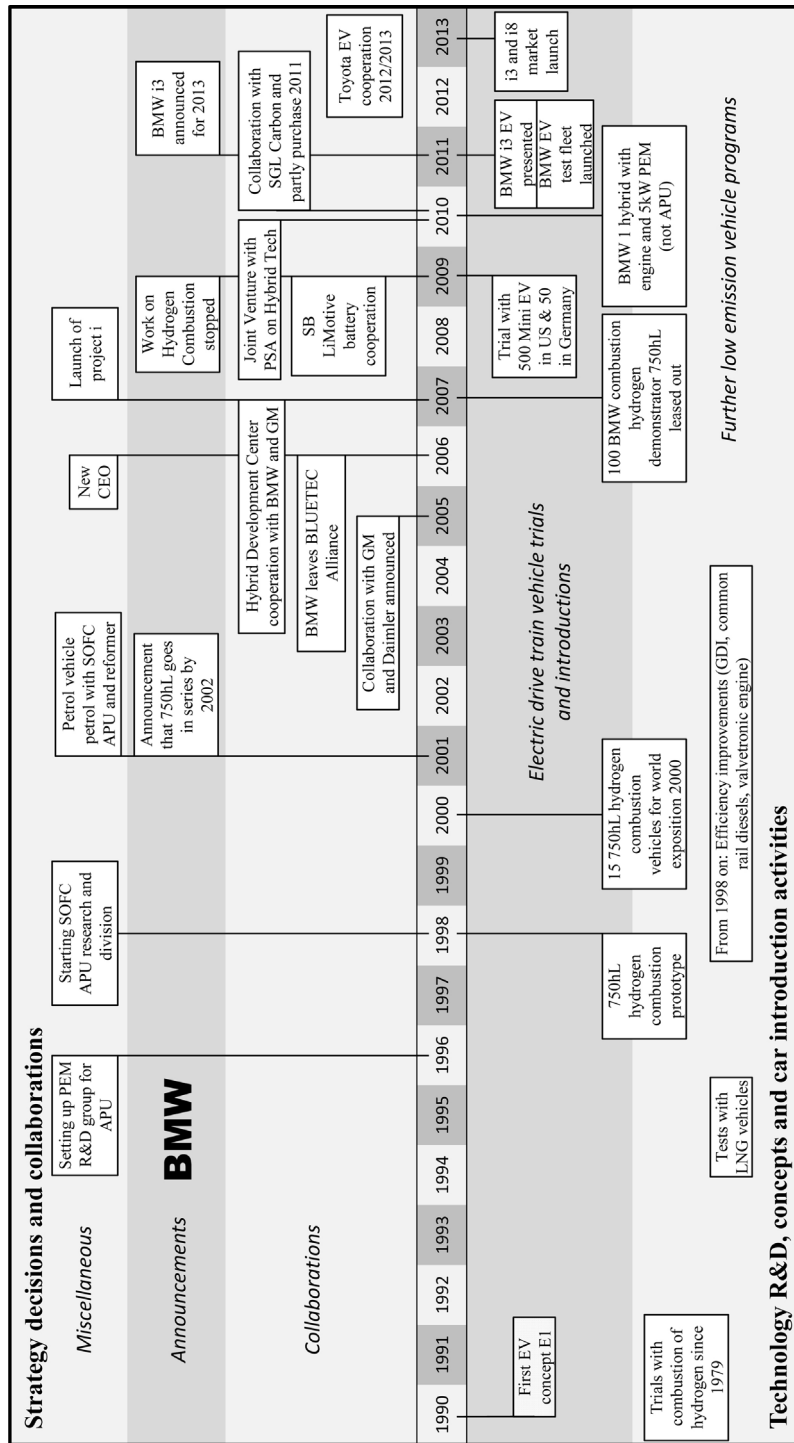 Strategy decisions and collaborations
Miscellaneous
Setting up PEM
R&D group for
APU
Starting SOFC
APU research and
division
Petrol vehicle
petrol with SOFC
APU and reformer
New
CEO
Launch of
project i
Announcements
BMW
Announcement
that 750hL goes
in series by
2002
Work on
Hydrogen
Combustion
stopped
BMW i3
announced
for 2013
Collaborations
Hybrid Development Center
cooperation with BMW and GM
BMW leaves BLUETEC
Alliance
Collaboration with GM
and Daimler announced
Joint Venture with
PSA on Hybrid Tech
SB
LiMotive
battery
cooperation
Collaboration with
SGL Carbon and
partly purchase 2011
Toyota EV
cooperation
2012/2013
1990
1991
1992
1993
1994
1995
1996
1997
1998
1999
2000
2001
2002
2003
2004
2005
2006
2007
2008
2009
2010
2011
2012
2013
First EV
concept E1
Electric drive train vehicle trials
and introductions
Trial with
500 Mini EV
in US & 50
in Germany
BMW i3 EV
presented
BMW EV
test fleet
launched
i3 and i8
market
launch
Trials with
combustion of
hydrogen since
1979
Tests with
LNG vehicles
750hL
hydrogen
combustion
prototype
15 750hL hydrogen
combustion
vehicles for world
exposition 2000
From 1998 on: Efficiency improvements (GDI, common
rail diesels, valvetronic engine)
100 BMW combustion
hydrogen
demonstrator 750hL
leased out
BMW 1 hybrid with
engine and 5kW PEM
(not APU)
Further low emission vehicle programs
Technology R&D, concepts and car introduction activities